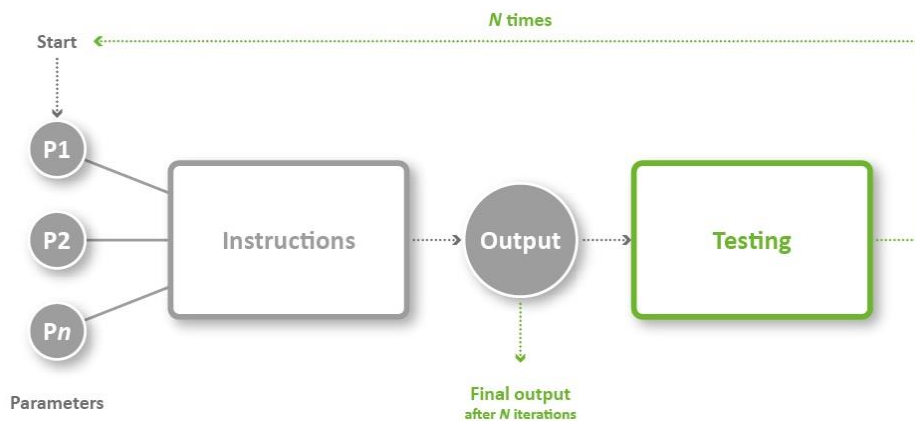 N times
Start
P1
P2
Pn
Instructions
Output
Testing
Final output
after N iterations
Parameters